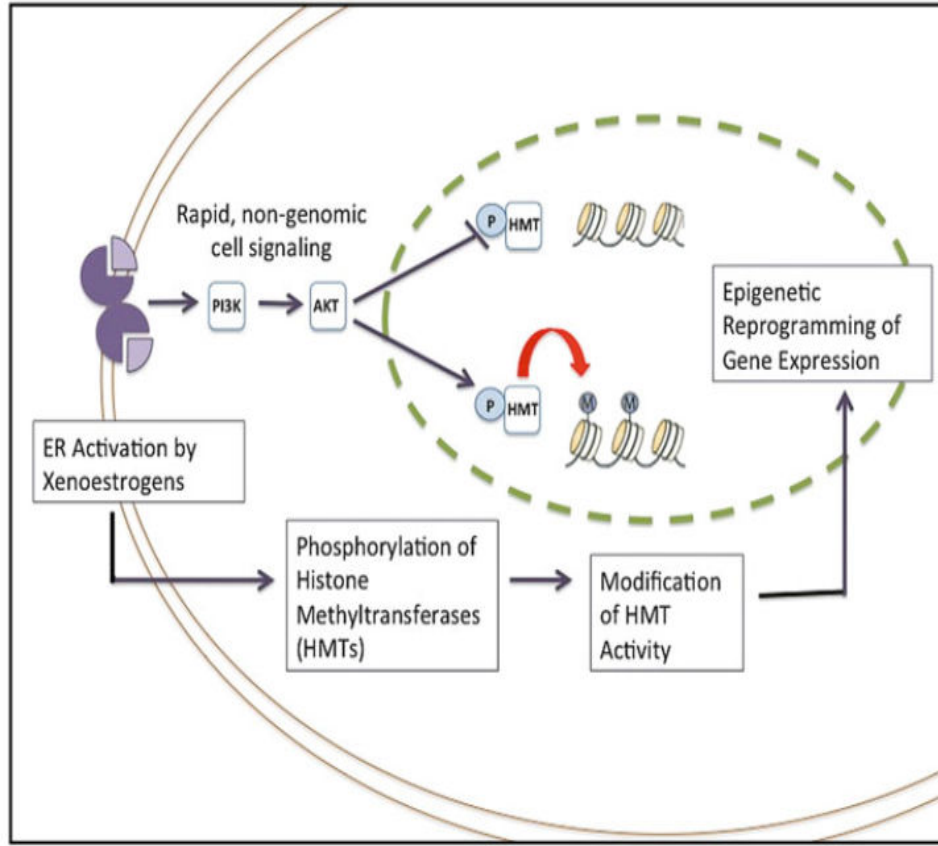 Rapid, non-genomic
cell signaling
PI3K
AKT
P
HMT
P
HMT
M
M
Epigenetic
Reprogramming of
Gene Expression
ER Activation by
Xenoestrogens
Phosphorylation of
Histone
Methyltransferases
(HMTs)
Modification
of HMT
Activity